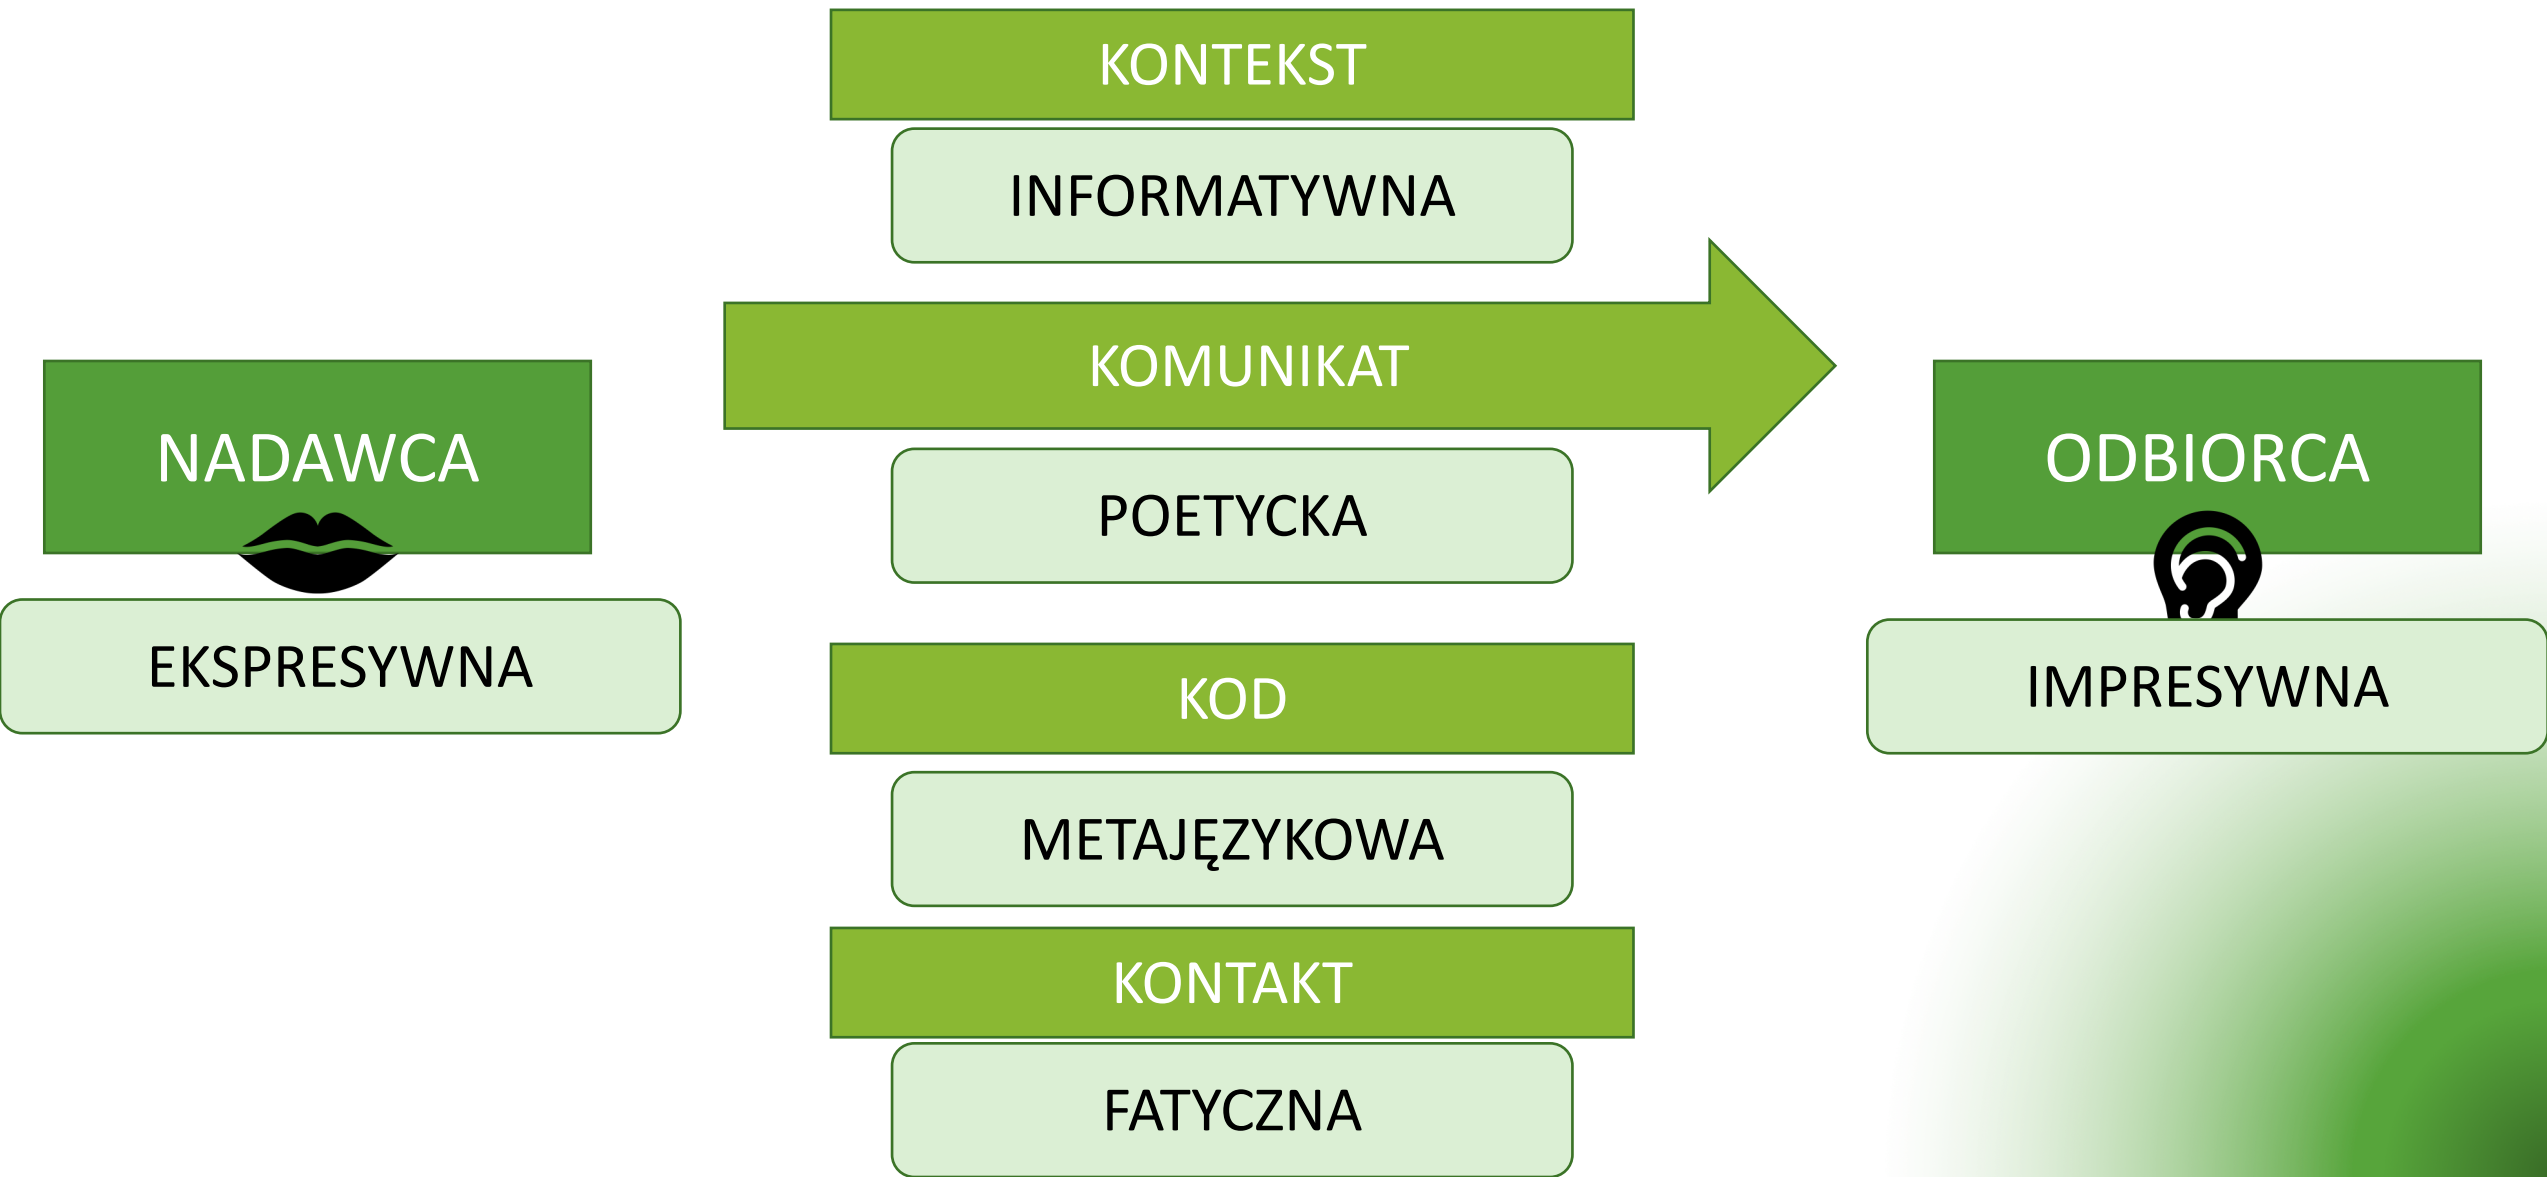 KONTEKST
INFORMATYWNA
KOMUNIKAT
NADAWCA
ODBIORCA
POETYCKA
EKSPRESYWNA
IMPRESYWNA
KOD
METAJĘZYKOWA
KONTAKT
FATYCZNA